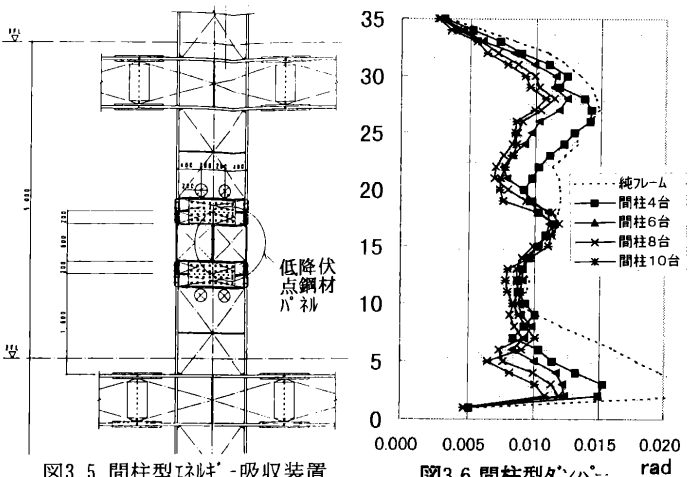 低降伏
点鋼材
パネル
図3.5 間柱型エネルギー吸収装置
35
30
25
20
15
10
5
0
純フレーム
間柱4台
間柱6台
間柱8台
間柱10台
0.000
0.005
0.010
0.015
0.020
rad
図3.6 間柱型ダンパー